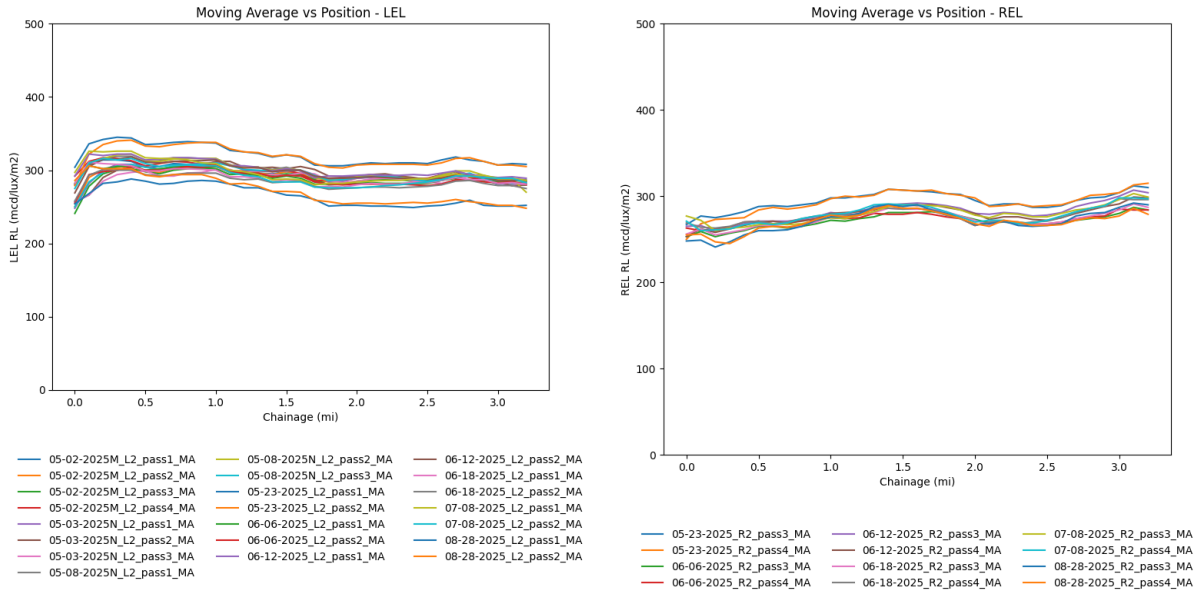 Moving Average vs Position - LEL
500
400
300
200
100
0
LEL RL (mcd/lux/m2)
0.0 0.5 1.0 1.5 2.0 2.5 3.0
Chainage (mi)
05-02-2025M_L2_pass1_MA
05-02-2025M_L2_pass2_MA
05-02-2025M_L2_pass3_MA
05-02-2025M_L2_pass4_MA
05-03-2025N_L2_pass1_MA
05-03-2025N_L2_pass2_MA
05-03-2025N_L2_pass3_MA
05-08-2025N_L2_pass1_MA
05-08-2025N_L2_pass2_MA
05-08-2025N_L2_pass3_MA
05-23-2025_L2_pass1_MA
05-23-2025_L2_pass2_MA
06-06-2025_L2_pass1_MA
06-06-2025_L2_pass2_MA
06-12-2025_L2_pass1_MA
06-12-2025_L2_pass2_MA
06-18-2025_L2_pass1_MA
06-18-2025_L2_pass2_MA
07-08-2025_L2_pass1_MA
07-08-2025_L2_pass2_MA
08-28-2025_L2_pass1_MA
08-28-2025_L2_pass2_MA
Moving Average vs Position - REL
500
400
300
200
100
0
REL RL (mcd/lux/m2)
0.0 0.5 1.0 1.5 2.0 2.5 3.0
Chainage (mi)
05-23-2025_R2_pass3_MA
05-23-2025_R2_pass4_MA
06-06-2025_R2_pass3_MA
06-06-2025_R2_pass4_MA
06-12-2025_R2_pass3_MA
06-12-2025_R2_pass4_MA
06-18-2025_R2_pass3_MA
06-18-2025_R2_pass4_MA
07-08-2025_R2_pass3_MA
07-08-2025_R2_pass4_MA
08-28-2025_R2_pass3_MA
08-28-2025_R2_pass4_MA